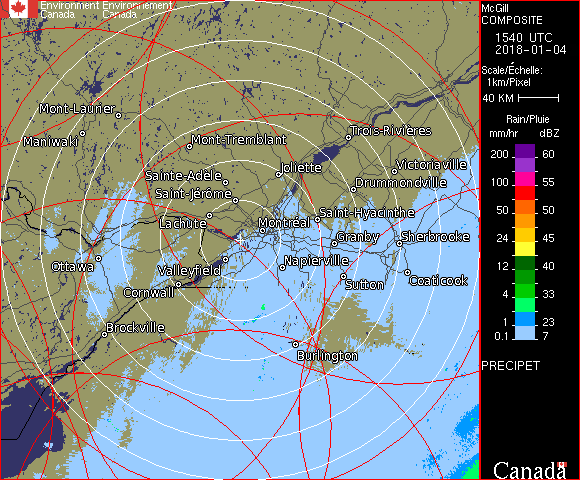 Environment Environnement
Canada Canada
McGill
COMPOSITE
1540 UTC
2018-01-04
Scale/Échelle:
1km/Pixel
40 KM
Rain/Pluie
mm/hr dBZ
200 60
100 55
50 50
24 45
12 40
4 33
1 23
0.1 7
PRECIPET
Canada
Mont-Laurier
Maniwaki
Mont-Tremblant
Trois-Rivières
Sainte-Adèle
Joliette
Victoriaville
Saint-Jérôme
Drummondville
Lachute
Montréal
Saint-Hyacinthe
Ottawa
Valleyfield
Napierville
Granby
Sherbrooke
Cornwall
Sutton
Coaticook
Brockville
Burlington